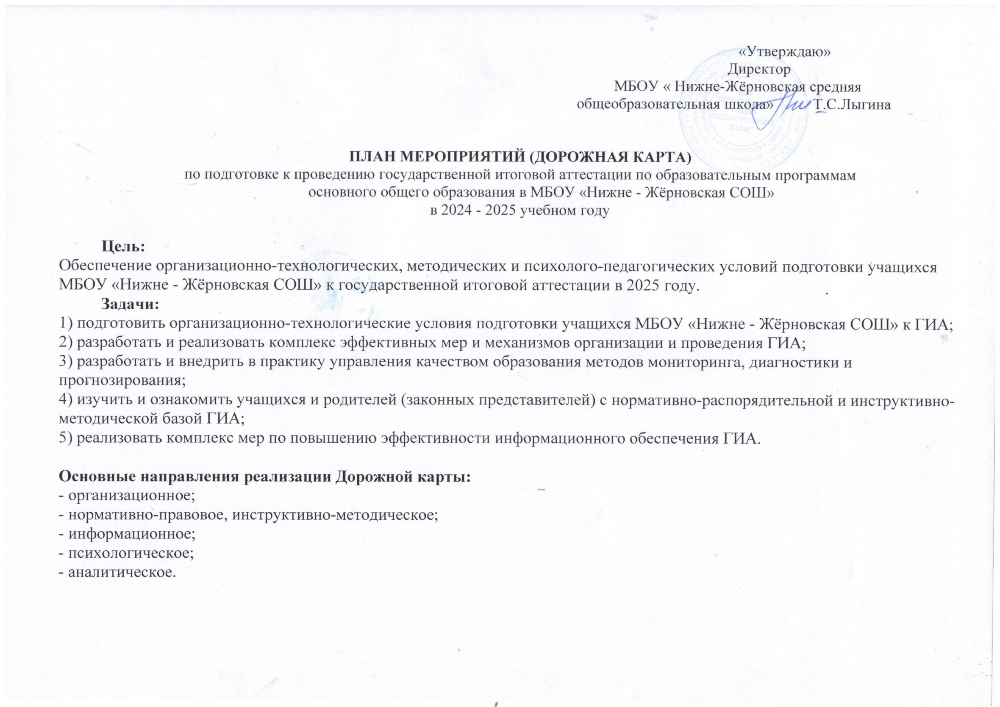 «Утверждаю»
Директор
МБОУ « Нижне-Жёрновская средняя
общеобразовательная школа» Т.С.Лыгина
ПЛАН МЕРОПРИЯТИЙ (ДОРОЖНАЯ КАРТА)
по подготовке к проведению государственной итоговой аттестации по образовательным программам
основного общего образования в МБОУ «Нижне - Жёрновская СОШ»
в 2024 - 2025 учебном году
Цель:
Обеспечение организационно-технологических, методических и психолого-педагогических условий подготовки учащихся
МБОУ «Нижне - Жёрновская СОШ» к государственной итоговой аттестации в 2025 году.
Задачи:
1) подготовить организационно-технологические условия подготовки учащихся МБОУ «Нижне - Жёрновская СОШ» к ГИА;
2) разработать и реализовать комплекс эффективных мер и механизмов организации и проведения ГИА;
3) разработать и внедрить в практику управления качеством образования методов мониторинга, диагностики и
прогнозирования;
4) изучить и ознакомить учащихся и родителей (законных представителей) с нормативно-распорядительной и инструктивно-
методической базой ГИА;
5) реализовать комплекс мер по повышению эффективности информационного обеспечения ГИА.
Основные направления реализации Дорожной карты:
- организационное;
- нормативно-правовое, инструктивно-методическое;
- информационное;
- психологическое;
- аналитическое.